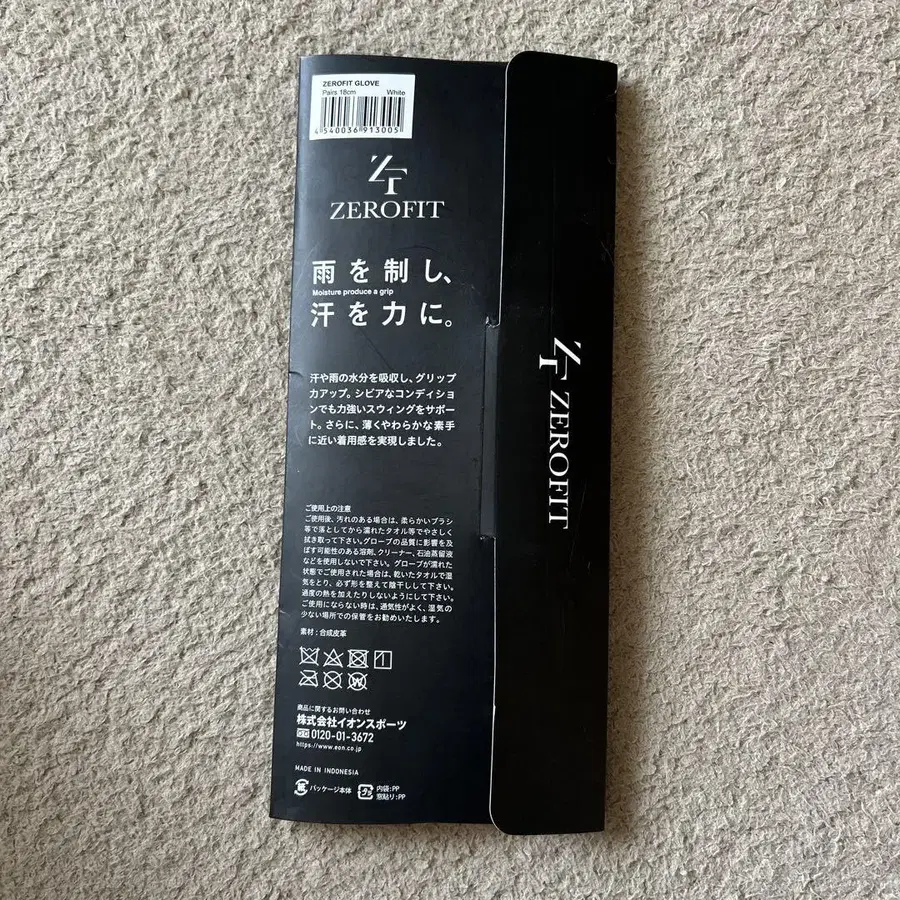 ZEROFIT GLOVE
Pairs 18cm White
4 540036 913005
ZEROFIT
雨を制し、
Moisture produce a grip
汗を力に。
汗や雨の水分を吸収し、グリップ
力アップ。シビアなコンディショ
ンでも力強いスウィングをサポー
ト。さらに、薄くやわらかな素手
に近い着用感を実現しました。
ご使用上の注意
ご使用後、汚れのある場合は、柔らかいブラシ
等で落としてから濡れたタオル等でやさしく
拭き取って下さい。グローブの品質に影響を及
ぼす可能性のある溶剤、クリーナー、石油蒸留液
などを使用しないで下さい。グローブが濡れた
状態でご使用された場合は、乾いたタオルで湿
気をとり、必ず形を整えて陰干しして下さい。
過度の熱を加えたりしないようにして下さい。
ご使用にならない時は、通気性がよく、湿気の
少ない場所での保管をお勧めいたします。
素材:合成皮革
商品に関するお問い合わせ
株式会社イオンスポーツ
0120-01-3672
https://www.eon.co.jp
MADE IN INDONESIA
紙 パッケージ本体
プラ 内袋:PP
窓貼り:PP
ZEROFIT